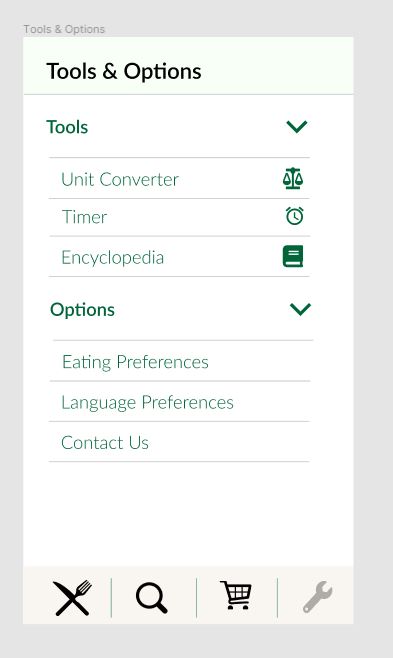 Tools & Options
Tools & Options
Tools
Unit Converter
Timer
Encyclopedia
Options
Eating Preferences
Language Preferences
Contact Us